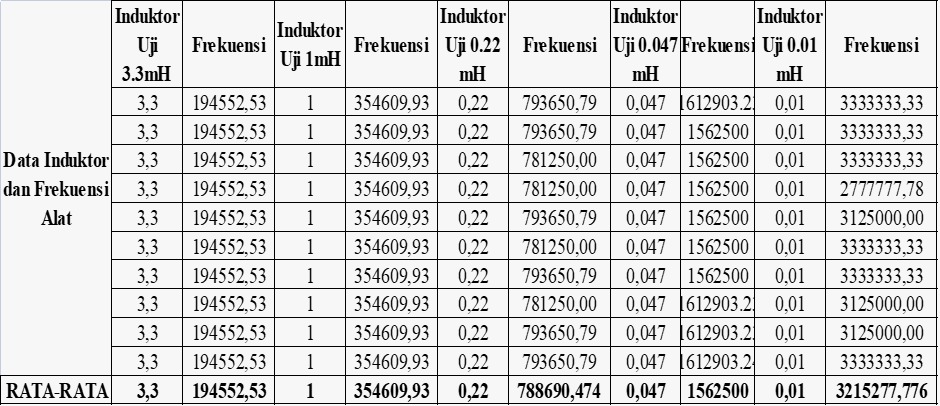 Induktor
Uji
3.3mH
Frekuensi
Induktor
Uji 1mH
Frekuensi
Induktor
Uji 0.22
mH
Frekuensi
Induktor
Uji 0.047
mH
Frekuensi
Induktor
Uji 0.01
mH
Frekuensi
Data Induktor
dan Frekuensi
Alat
3,3 194552,53 1 354609,93 0,22 793650,79 0,047 0,01 3333333,33
3,3 194552,53 1 354609,93 0,22 793650,79 0,047 1562500 0,01 3333333,33
3,3 194552,53 1 354609,93 0,22 781250,00 0,047 1562500 0,01 3333333,33
3,3 194552,53 1 354609,93 0,22 781250,00 0,047 1562500 0,01 2777777,78
3,3 194552,53 1 354609,93 0,22 793650,79 0,047 1562500 0,01 3125000,00
3,3 194552,53 1 354609,93 0,22 781250,00 0,047 1562500 0,01 3333333,33
3,3 194552,53 1 354609,93 0,22 793650,79 0,047 1562500 0,01 3333333,33
3,3 194552,53 1 354609,93 0,22 781250,00 0,047 0,01 3125000,00
3,3 194552,53 1 354609,93 0,22 793650,79 0,047 0,01 3125000,00
3,3 194552,53 1 354609,93 0,22 793650,79 0,047 0,01 3333333,33
RATA-RATA 3,3 194552,53 1 354609,93 0,22 788690,474 0,047 1562500 0,01 3215277,776